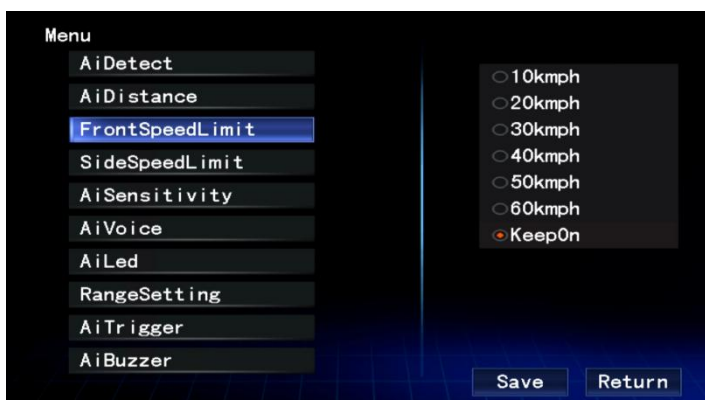 Menu
AiDetect
AiDistance
FrontSpeedLimit
SideSpeedLimit
AiSensitivity
AiVoice
AiLed
RangeSetting
AiTrigger
AiBuzzer
10kmph
20kmph
30kmph
40kmph
50kmph
60kmph
KeepOn
Save
Return